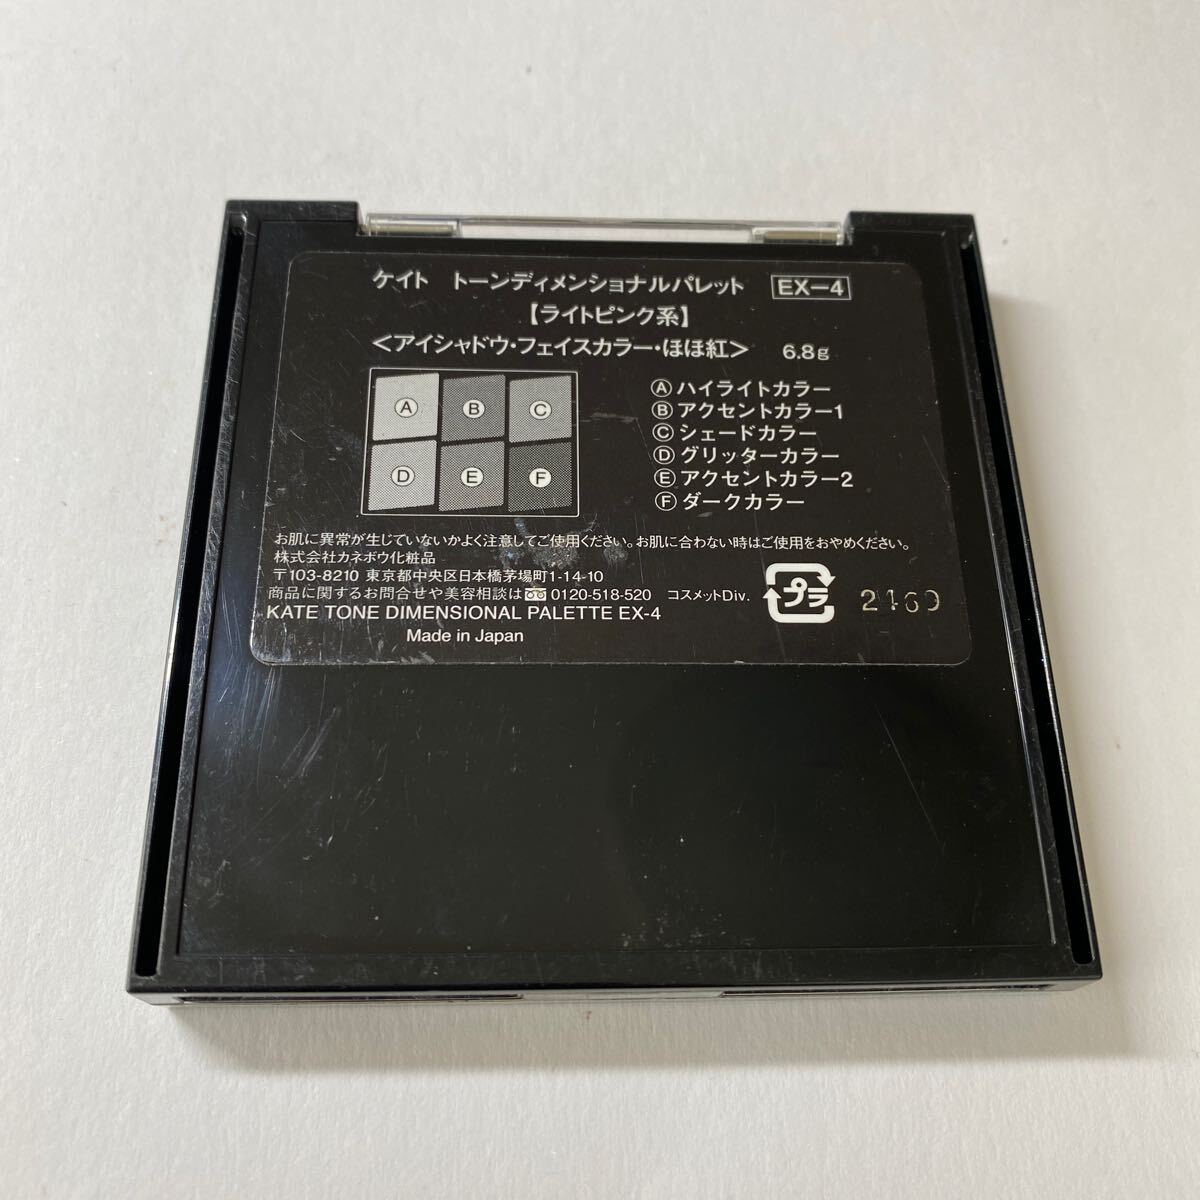 ケイト　トーンディメンショナルパレット　EX-4
【ライトピンク系】
＜アイシャドウ・フェイスカラー・ほほ紅＞　6.8g
A B C
D E F
Ⓐハイライトカラー
Ⓑアクセントカラー1
Ⓒシェードカラー
Ⓓグリッターカラー
Ⓔアクセントカラー2
Ⓕダークカラー
お肌に異常が生じていないかよく注意してご使用ください。お肌に合わない時はご使用をおやめください。
株式会社カネボウ化粧品
〒103-8210 東京都中央区日本橋茅場町1-14-10
商品に関するお問合せや美容相談は 0120-518-520　コスメットDiv.　プラ　2469
KATE TONE DIMENSIONAL PALETTE EX-4
Made in Japan